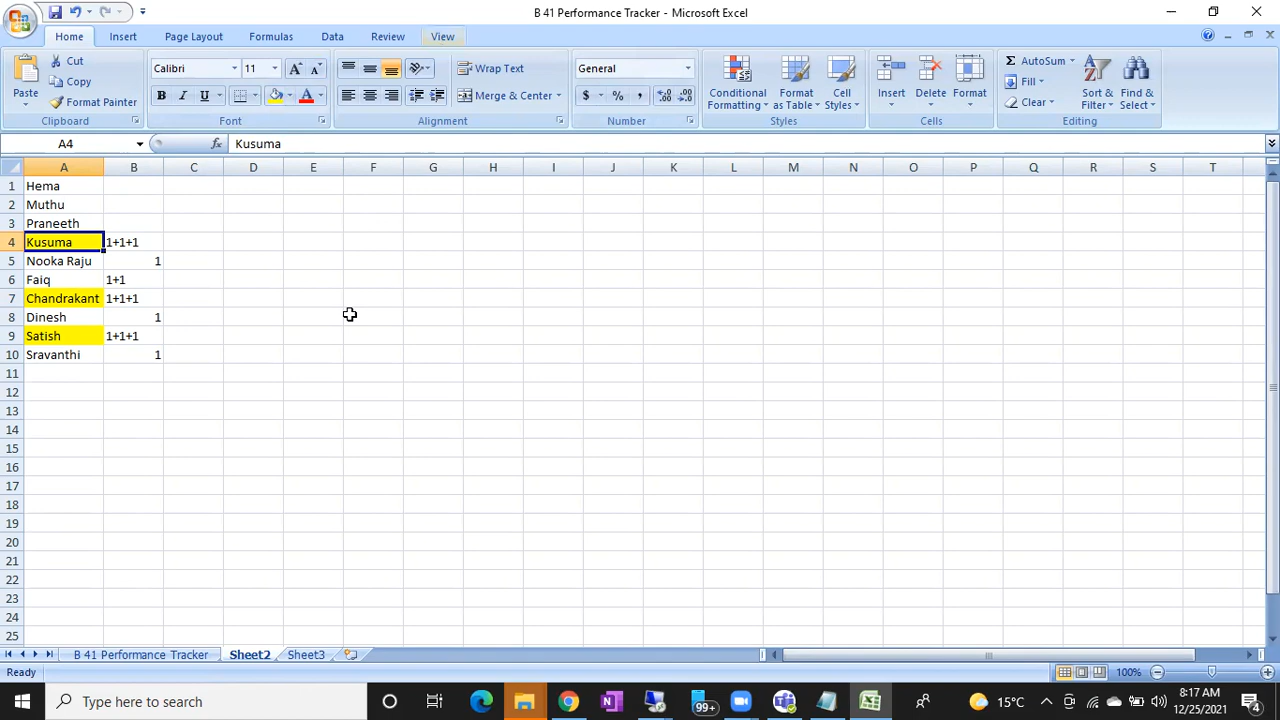 B 41 Performance Tracker - Microsoft Excel
Home Insert Page Layout Formulas Data Review View
Paste Cut Copy Format Painter Clipboard
Calibri 11 B I U A A A Font
Wrap Text Merge & Center Alignment
General $ % , Number
Conditional Formatting Format as Table Cell Styles Styles
Insert Delete Format Cells
Σ AutoSum Fill Clear Sort & Filter Find & Select Editing
A4 fx Kusuma
A B C D E F G H I J K L M N O P Q R S T
1 Hema
2 Muthu
3 Praneeth
4 Kusuma 1+1+1
5 Nooka Raju 1
6 Faiq 1+1
7 Chandrakant 1+1+1
8 Dinesh 1
9 Satish 1+1+1
10 Sravanthi 1
11
12
13
14
15
16
17
18
19
20
21
22
23
24
25
B 41 Performance Tracker Sheet2 Sheet3
Ready 100%
Type here to search 99+ 15°C 8:17 AM
12/25/2021 4